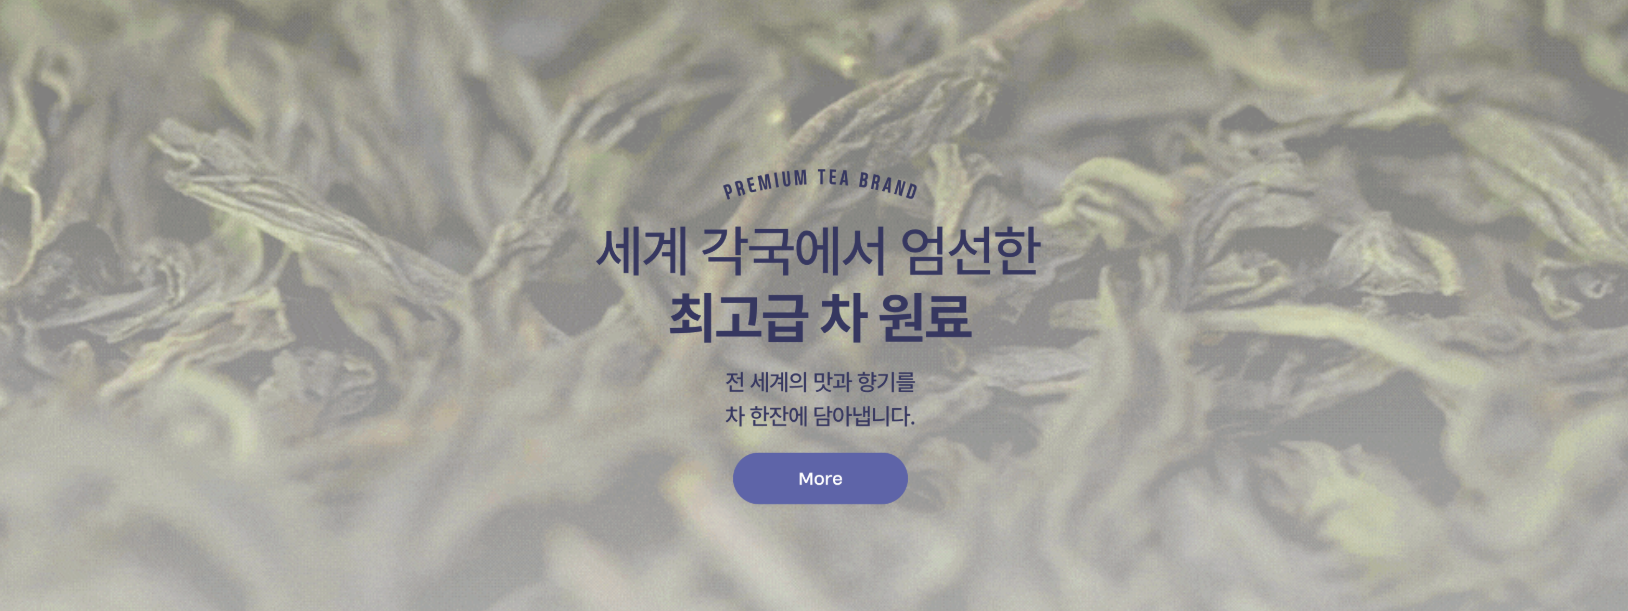 PREMIUM TEA BRAND
세계 각국에서 엄선한
최고급 차 원료
전 세계의 맛과 향기를
차 한잔에 담아냅니다.
More